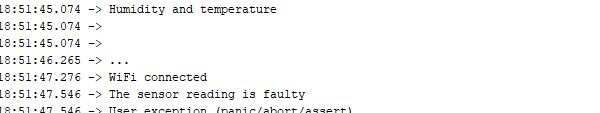 18:51:45.074 -> Humidity and temperature
18:51:45.074 ->
18:51:45.074 ->
18:51:46.265 -> ...
18:51:47.276 -> WiFi connected
18:51:47.546 -> The sensor reading is faulty
18:51:47.546 -> User exception (panic/abort/assert)